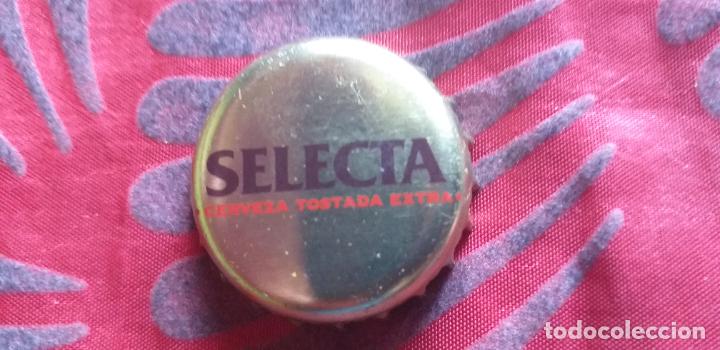 SELECTA
CERVEZA TOSTADA EXTRA
todocoleccion